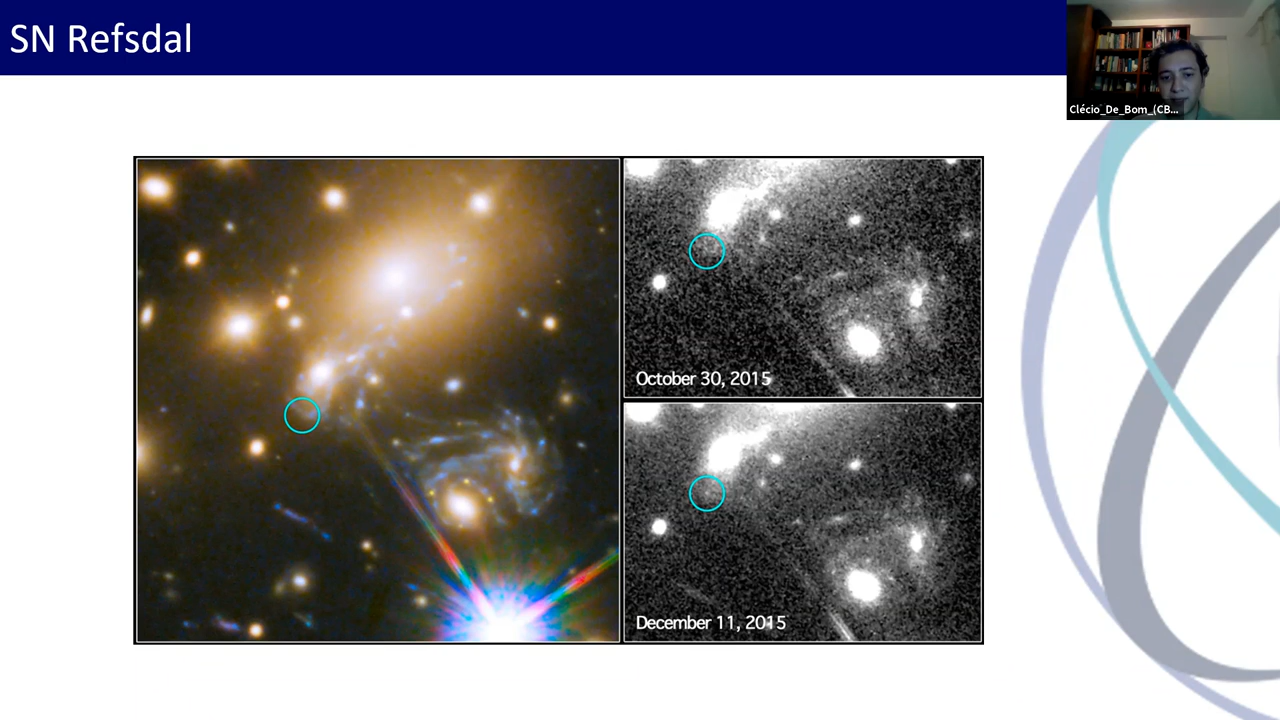 SN Refsdal
Clécio_De_Bom_(CB...
October 30, 2015
December 11, 2015